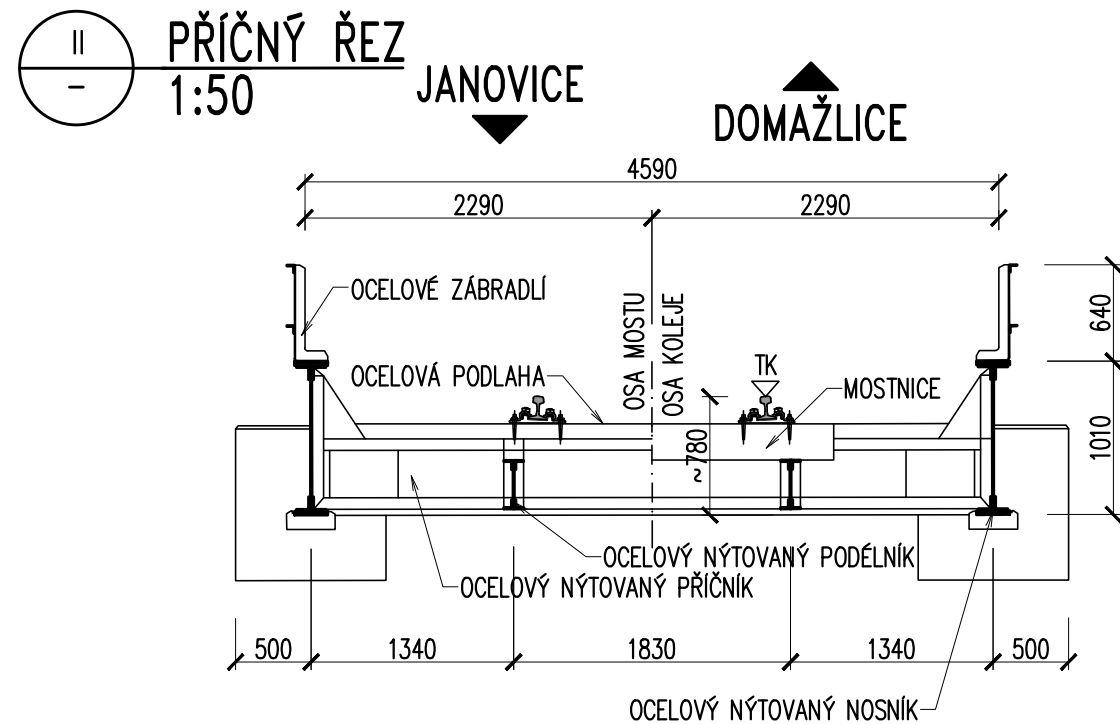 II
-
PŘÍČNÝ ŘEZ
1:50
JANOVICE
DOMAŽLICE
4590
2290
2290
OCELOVÉ ZÁBRADLÍ
OSA MOSTU
OSA KOLEJE
640
OCELOVÁ PODLAHA
TK
MOSTNICE
~780
1010
OCELOVÝ NÝTOVANÝ PODÉLNÍK
OCELOVÝ NÝTOVANÝ PŘÍČNÍK
500
1340
1830
1340
500
OCELOVÝ NÝTOVANÝ NOSNÍK